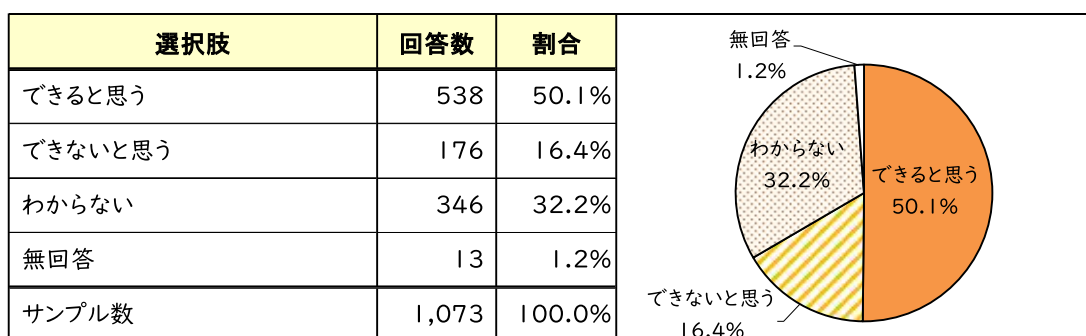 選択肢 回答数 割合
できると思う 538 50.1%
できないと思う 176 16.4%
わからない 346 32.2%
無回答 13 1.2%
サンプル数 1,073 100.0%
無回答
1.2%
わからない
32.2%
できると思う
50.1%
できないと思う
16.4%